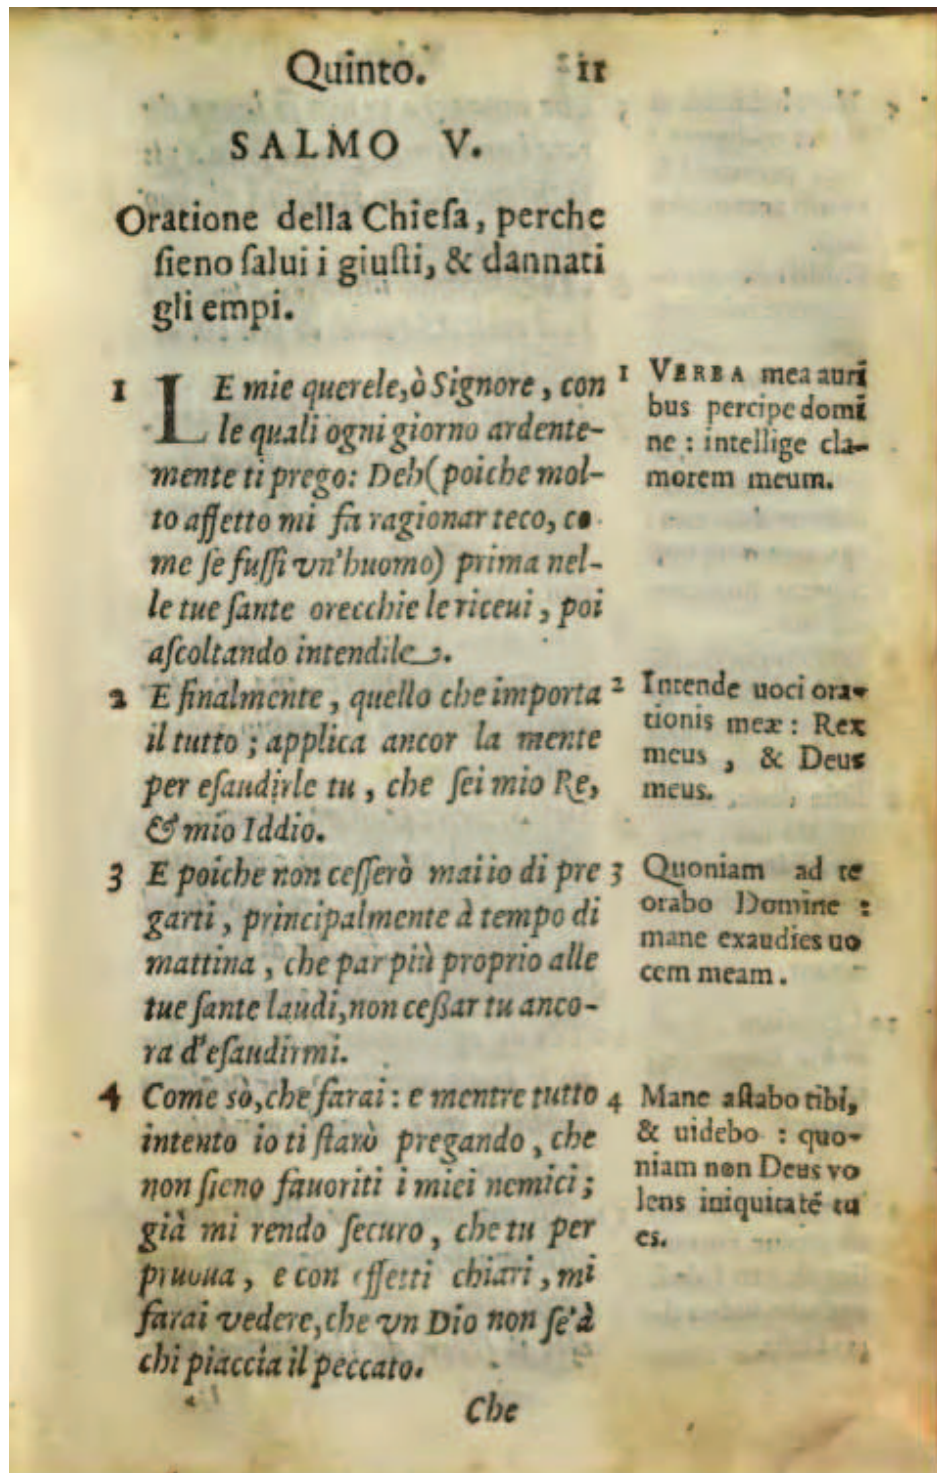 Quinto. 11
SALMO V.
Oratione della Chieſa, perche
ſieno ſalui i giuſti, & dannati
gli empi.
1 LE mie querele, ò Signore, con
le quali ogni giorno ardente-
mente ti prego: Deh (poiche mol-
to affetto mi fa ragionar teco, co
me ſe fuſſi vn'huomo) prima nel-
le tue ſante orecchie le riceui, poi
aſcoltando intendile.
2 E finalmente, quello che importa
il tutto; applica ancor la mente
per eſaudirle tu, che ſei mio Re,
& mio Iddio.
3 E poiche non ceſſerò mai io di pre
garti, principalmente à tempo di
mattina, che par più proprio alle
tue ſante laudi, non ceßar tu anco-
ra d'eſaudirmi.
4 Come sò, che farai: e mentre tutto
intento io ti ſtarò pregando, che
non ſieno fauoriti i miei nemici;
già mi rendo ſecuro, che tu per
pruoua, e con effetti chiari, mi
farai vedere, che vn Dio non ſe'à
chi piaccia il peccato.
1 VERBA mea auri
bus percipe domi
ne: intellige cla-
morem meum.
2 Intende uoci ora-
tionis meæ: Rex
meus, & Deus
meus.
3 Quoniam ad te
orabo Domine:
mane exaudies uo
cem meam.
4 Mane aſtabo tibi,
& uidebo: quo-
niam non Deus vo
lens iniquitaté tu
es.
Che